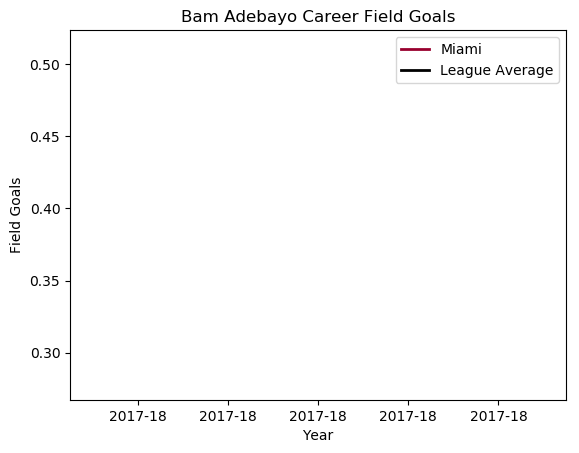 Bam Adebayo Career Field Goals
Miami
League Average
Field Goals
0.50
0.45
0.40
0.35
0.30
2017-18 2017-18 2017-18 2017-18 2017-18
Year